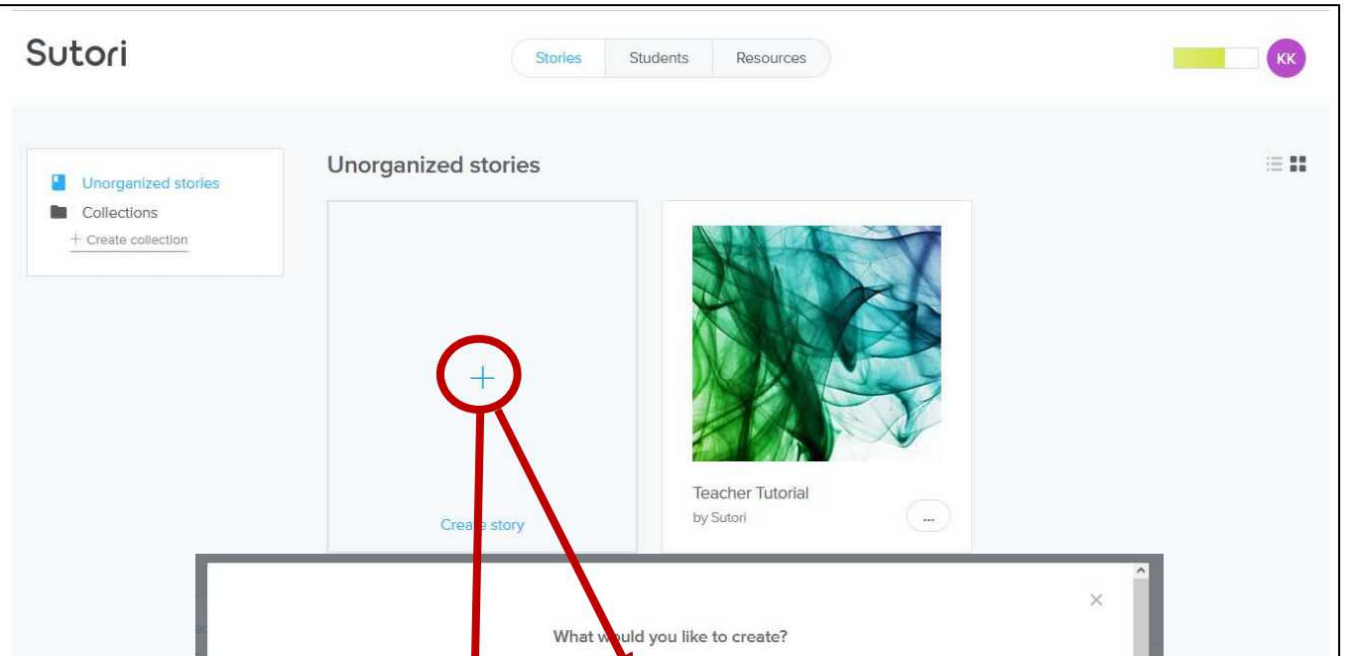 Sutori
Stories Students Resources
KK
Unorganized stories
Collections
+ Create collection
Unorganized stories
Create story
Teacher Tutorial
by Sutori
...
What would you like to create?